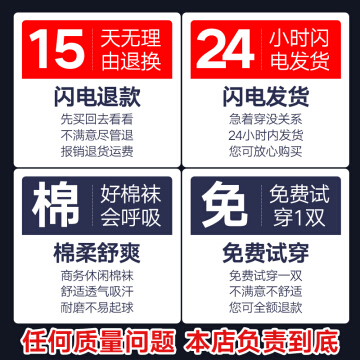 15 天无理
由退换
闪电退款
先买回去看看
不满意尽管退
报销退货运费
24 小时闪
电发货
闪电发货
急着穿没关系
24小时内发货
您可放心购买
棉 好棉袜
会呼吸
棉柔舒爽
商务休闲棉袜
舒适透气吸汗
耐磨不易起球
免 免费试
穿1双
免费试穿
免费试穿一双
不满意不舒适
您可全额退款
任何质量问题 本店负责到底